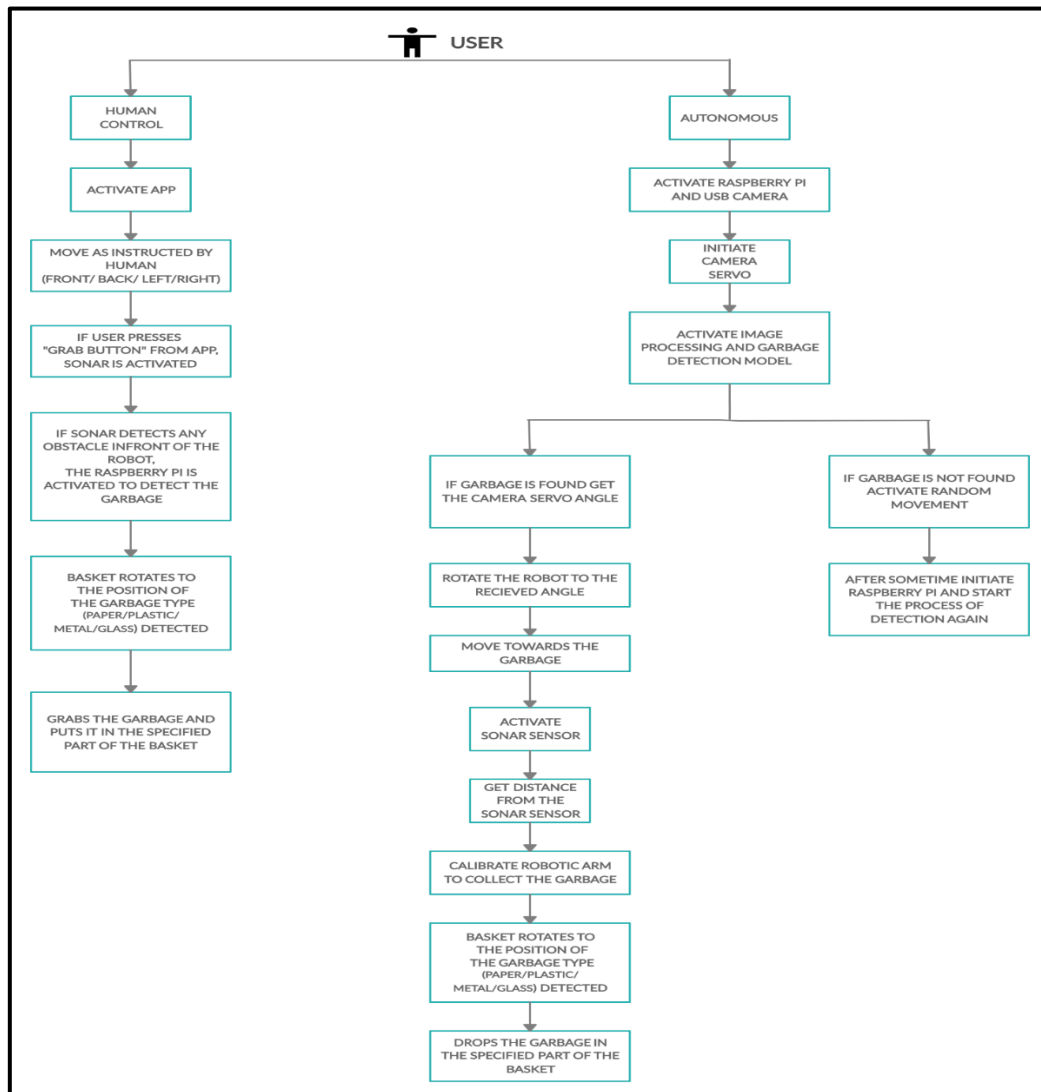 USER
HUMAN
CONTROL
ACTIVATE APP
MOVE AS INSTRUCTED BY
HUMAN
(FRONT/ BACK/ LEFT/RIGHT)
IF USER PRESSES
"GRAB BUTTON" FROM APP,
SONAR IS ACTIVATED
IF SONAR DETECTS ANY
OBSTACLE INFRONT OF THE
ROBOT,
THE RASPBERRY PI IS
ACTIVATED TO DETECT THE
GARBAGE
BASKET ROTATES TO
THE POSITION OF
THE GARBAGE TYPE
(PAPER/PLASTIC/
METAL/GLASS) DETECTED
GRABS THE GARBAGE AND
PUTS IT IN THE SPECIFIED
PART OF THE BASKET
AUTONOMOUS
ACTIVATE RASPBERRY PI
AND USB CAMERA
INITIATE
CAMERA
SERVO
ACTIVATE IMAGE
PROCESSING AND GARBAGE
DETECTION MODEL
IF GARBAGE IS FOUND GET
THE CAMERA SERVO ANGLE
ROTATE THE ROBOT TO THE
RECIEVED ANGLE
MOVE TOWARDS THE
GARBAGE
ACTIVATE
SONAR SENSOR
GET DISTANCE
FROM THE
SONAR SENSOR
CALIBRATE ROBOTIC ARM
TO COLLECT THE GARBAGE
BASKET ROTATES TO
THE POSITION OF
THE GARBAGE TYPE
(PAPER/PLASTIC/
METAL/GLASS) DETECTED
DROPS THE GARBAGE IN
THE SPECIFIED PART OF THE
BASKET
IF GARBAGE IS NOT FOUND
ACTIVATE RANDOM
MOVEMENT
AFTER SOMETIME INITIATE
RASPBERRY PI AND START
THE PROCESS OF
DETECTION AGAIN